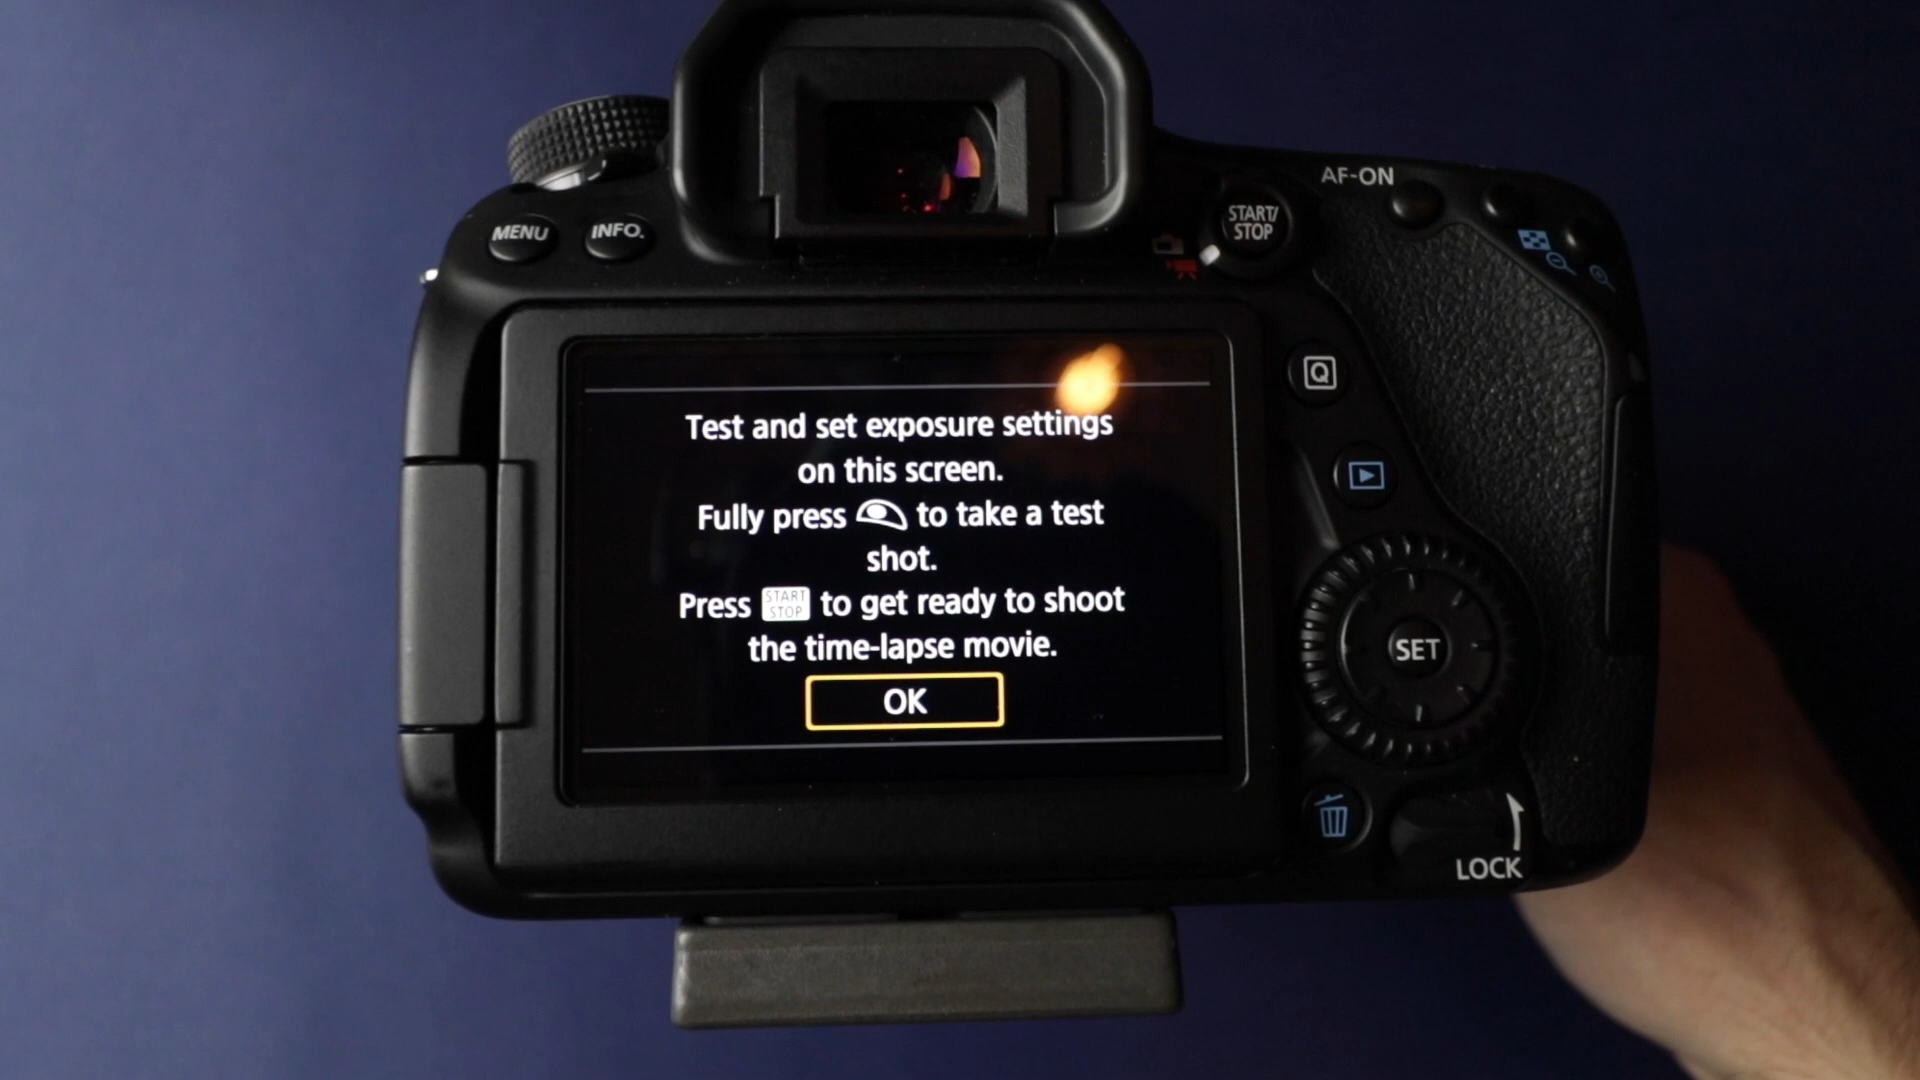 AF-ON
START/
STOP
MENU
INFO.
Q
Test and set exposure settings
on this screen.
Fully press to take a test
shot.
Press START STOP to get ready to shoot
the time-lapse movie.
OK
SET
LOCK